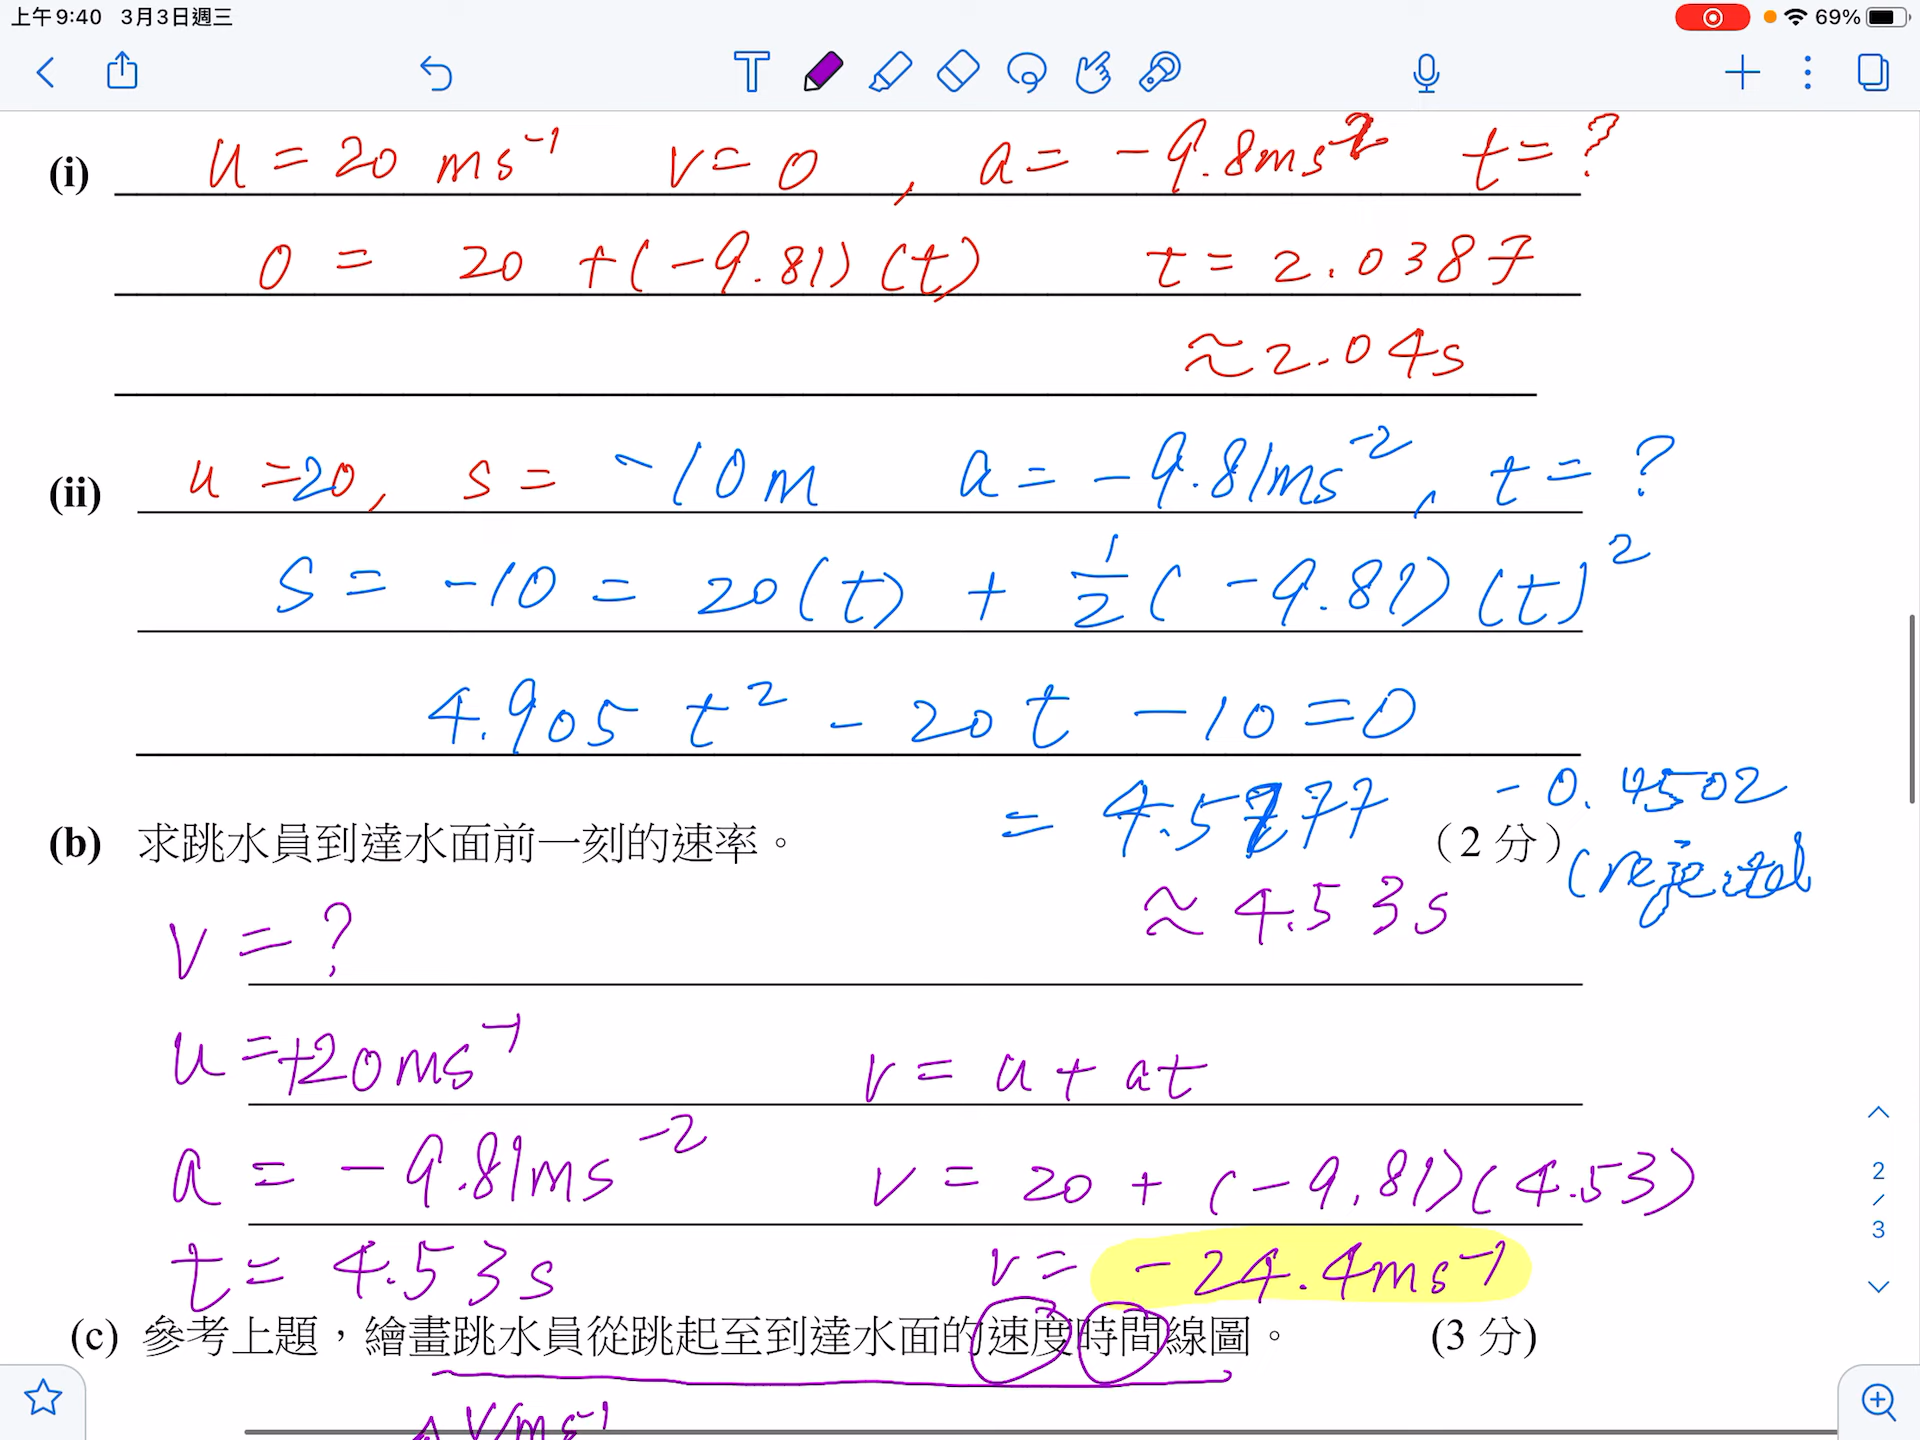 上午9:40 3月3日週三 69%
(i) u = 20 ms⁻¹ v = 0 , a = -9.8ms⁻² t = ?
0 = 20 + (-9.81) (t) t = 2.0387
≈ 2.04s
(ii) u = 20, s = -10m a = -9.81ms⁻², t = ?
S = -10 = 20(t) + 1/2 (-9.81) (t)²
4.905 t² - 20t - 10 = 0
-0.4502
(b) 求跳水員到達水面前一刻的速率。 (2 分)
(rejected
≈ 4.53s
v = ?
u = +20ms⁻¹ v = u + at
a = -9.81ms⁻² v = 20 + (-9.81)(4.53)
t = 4.53s v = -24.4ms⁻¹
(c) 參考上題，繪畫跳水員從跳起至到達水面的速度時間線圖。 (3 分)
V/ms⁻¹
2
/
3